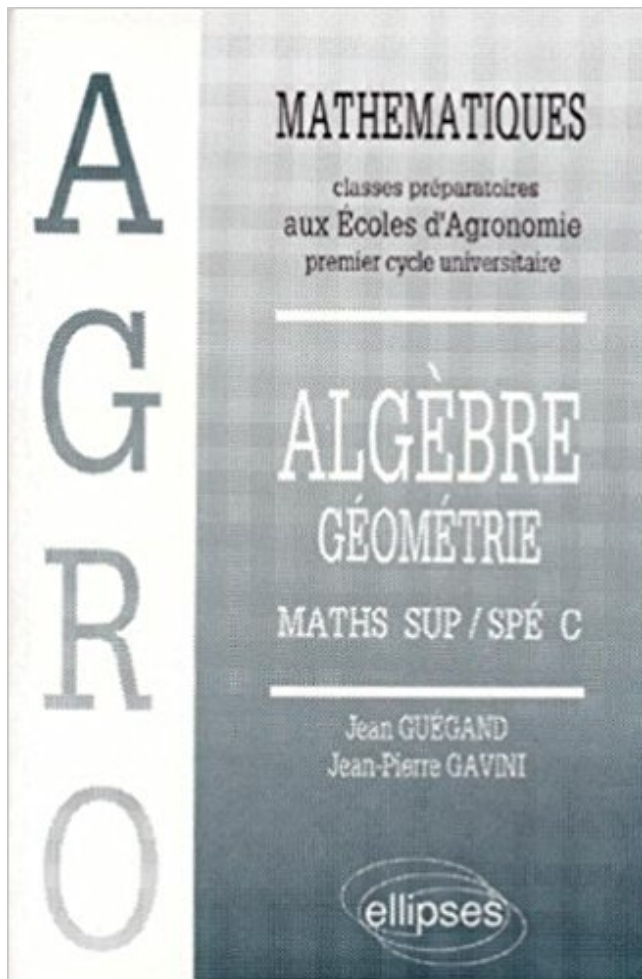 AGRO
MATHEMATIQUES
classes préparatoires
aux Écoles d'Agronomie
premier cycle universitaire
ALGÈBRE
GÉOMÉTRIE
MATHS SUP / SPÉ C
Jean GUÉGAND
Jean-Pierre GAVINI
ellipses